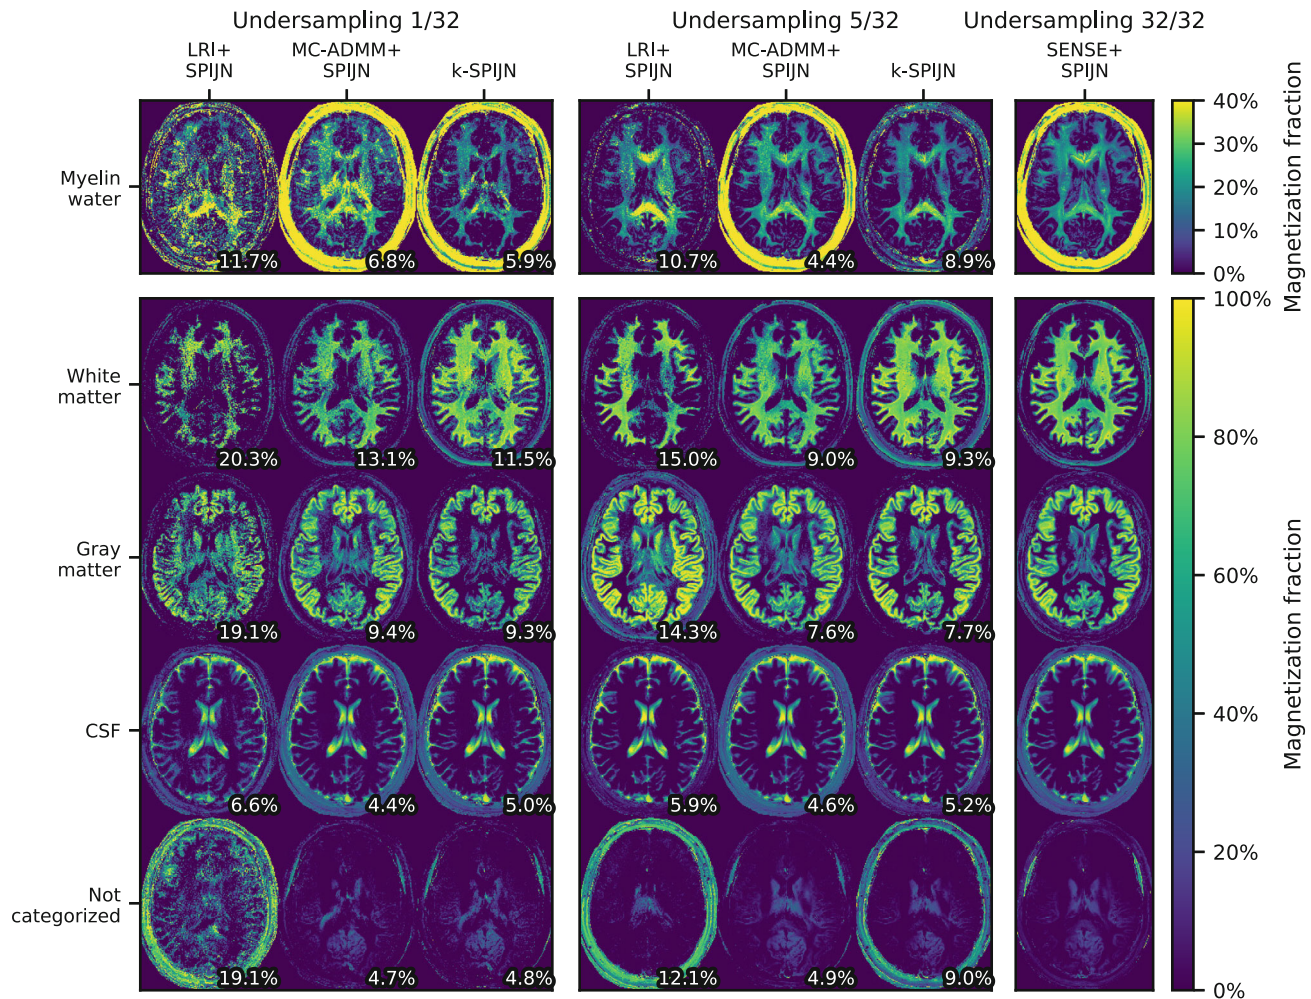 Undersampling 1/32
Undersampling 5/32
Undersampling 32/32
LRI+
SPIJN
MC-ADMM+
SPIJN
k-SPIJN
LRI+
SPIJN
MC-ADMM+
SPIJN
k-SPIJN
SENSE+
SPIJN
Myelin
water
11.7%
6.8%
5.9%
10.7%
4.4%
8.9%
40%
30%
20%
10%
0%
Magnetization fraction
White
matter
20.3%
13.1%
11.5%
15.0%
9.0%
9.3%
Gray
matter
19.1%
9.4%
9.3%
14.3%
7.6%
7.7%
CSF
6.6%
4.4%
5.0%
5.9%
4.6%
5.2%
Not
categorized
19.1%
4.7%
4.8%
12.1%
4.9%
9.0%
100%
80%
60%
40%
20%
0%
Magnetization fraction